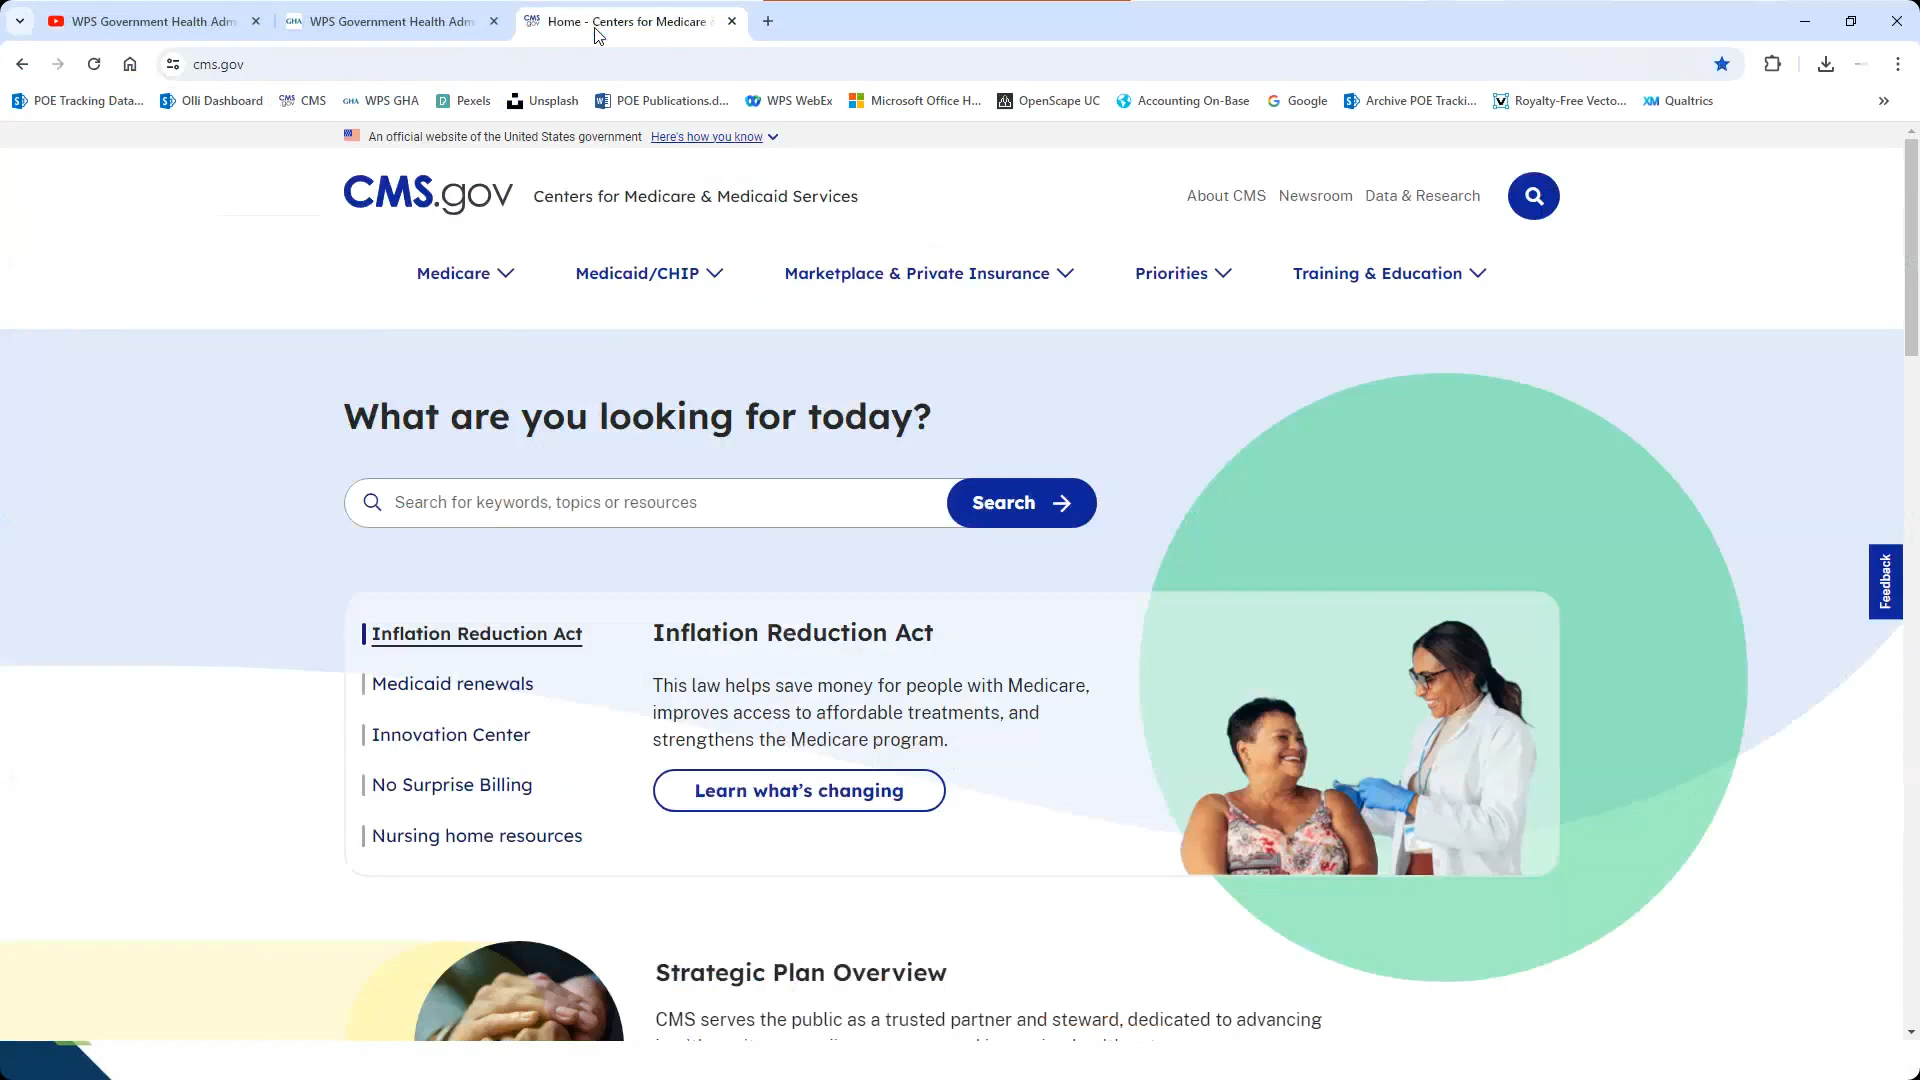 WPS Government Health Adm
WPS Government Health Adm
Home - Centers for Medicare
cms.gov
POE Tracking Data...
Olli Dashboard
CMS
WPS GHA
Pexels
Unsplash
POE Publications.d...
WPS WebEx
Microsoft Office H...
OpenScape UC
Accounting On-Base
Google
Archive POE Tracki...
Royalty-Free Vecto...
Qualtrics
An official website of the United States government Here's how you know
CMS.gov Centers for Medicare & Medicaid Services
About CMS Newsroom Data & Research
Medicare Medicaid/CHIP Marketplace & Private Insurance Priorities Training & Education
What are you looking for today?
Search for keywords, topics or resources
Search
Feedback
Inflation Reduction Act
Medicaid renewals
Innovation Center
No Surprise Billing
Nursing home resources
Inflation Reduction Act
This law helps save money for people with Medicare,
improves access to affordable treatments, and
strengthens the Medicare program.
Learn what’s changing
Strategic Plan Overview
CMS serves the public as a trusted partner and steward, dedicated to advancing